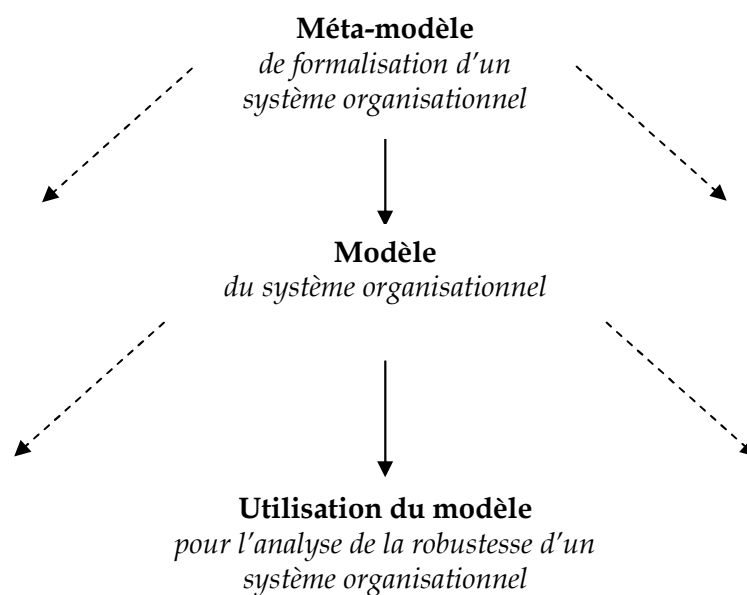 Méta-modèle
de formalisation d’un
système organisationnel
Modèle
du système organisationnel
Utilisation du modèle
pour l’analyse de la robustesse d’un
système organisationnel